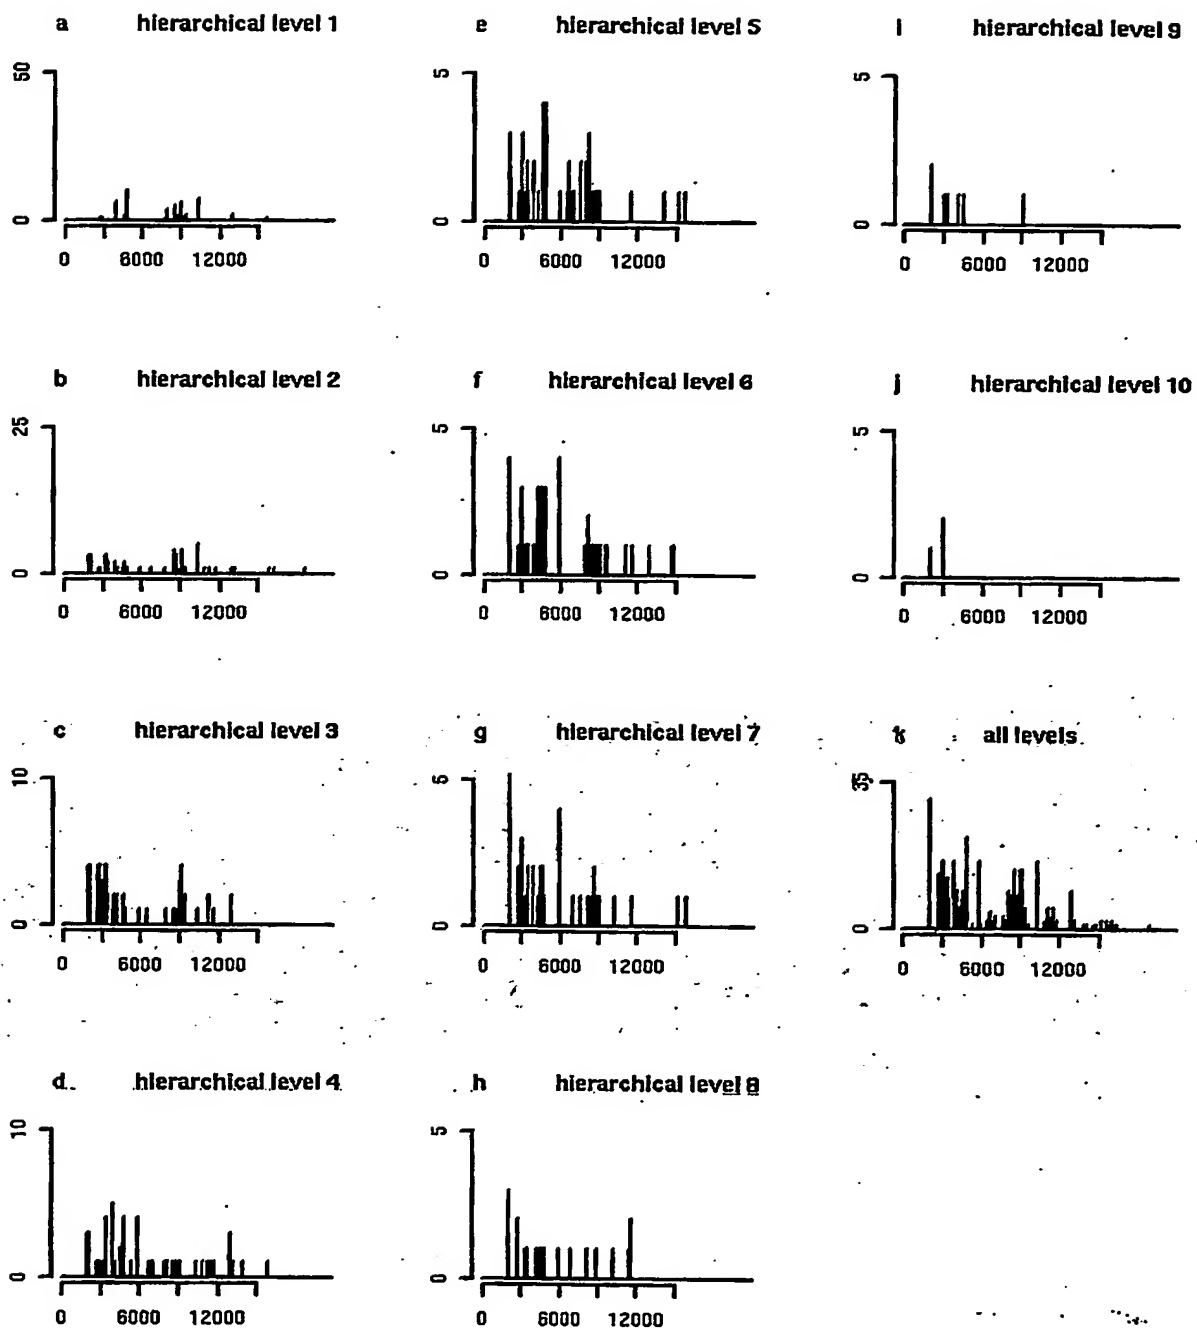 a hierarchical level 1
50
0
0 6000 12000
b hierarchical level 2
25
0
0 6000 12000
c hierarchical level 3
10
0
0 6000 12000
d hierarchical level 4
10
0
0 6000 12000
e hierarchical level 5
5
0
0 6000 12000
f hierarchical level 6
5
0
0 6000 12000
g hierarchical level 7
5
0
0 6000 12000
h hierarchical level 8
5
0
0 6000 12000
i hierarchical level 9
5
0
0 6000 12000
j hierarchical level 10
5
0
0 6000 12000
k all levels
35
0
0 6000 12000